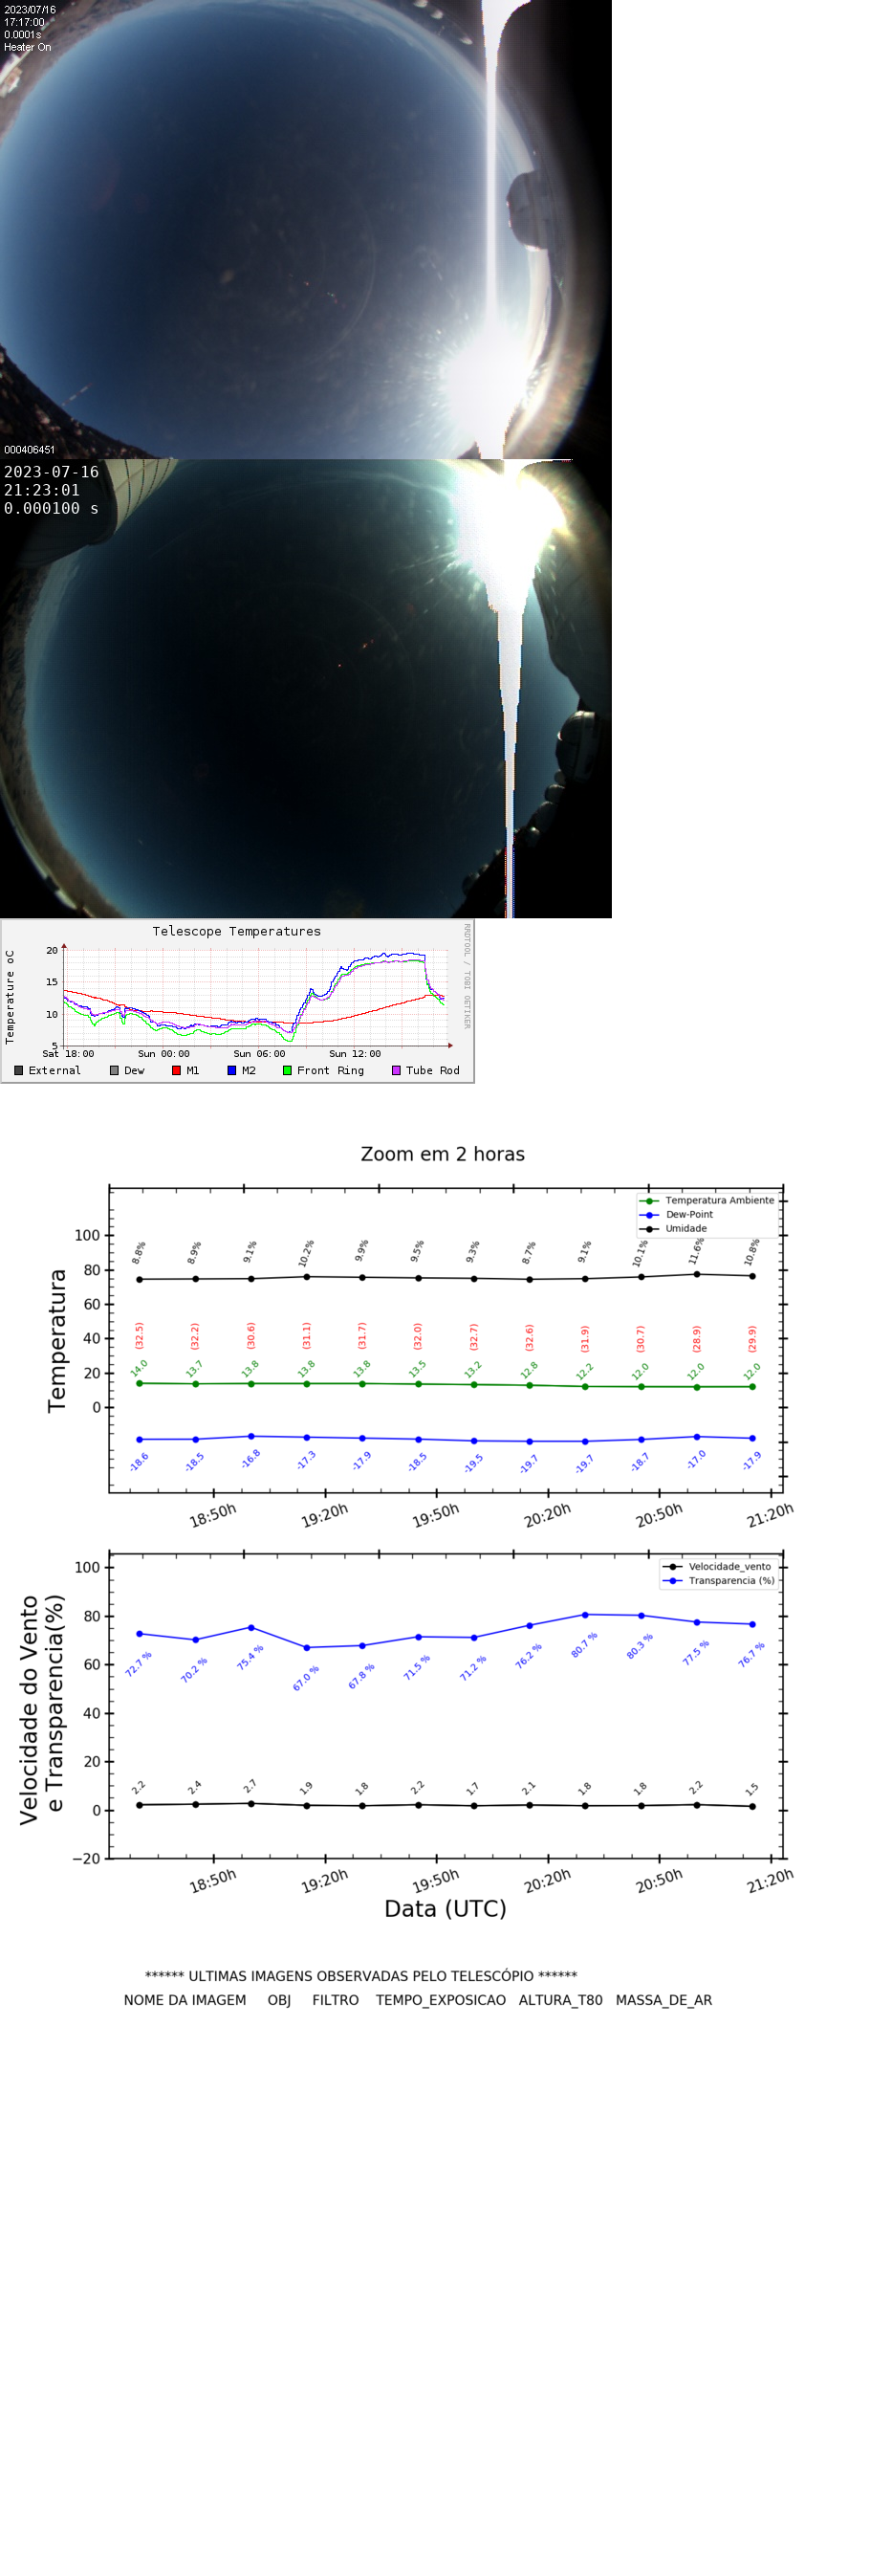 2023/07/16
17:17:00
0.0001s
Heater On
000406451
2023-07-16
21:23:01
0.000100 s
Telescope Temperatures
RRDTOOL / TOBI OETIKER
Temperature oC
20
15
10
5
Sat 18:00 Sun 00:00 Sun 06:00 Sun 12:00
External Dew M1 M2 Front Ring Tube Rod
Zoom em 2 horas
Temperatura Ambiente
Dew-Point
Umidade
Temperatura
100
80
60
40
20
0
8.8% 8.9% 9.1% 10.2% 9.9% 9.5% 9.3% 8.7% 9.1% 10.1% 11.6% 10.8%
(32.5) (32.2) (30.6) (31.1) (31.7) (32.0) (32.7) (32.6) (31.9) (30.7) (28.9) (29.9)
14.0 13.7 13.8 13.8 13.8 13.5 13.2 12.8 12.2 12.0 12.0 12.0
-18.6 -18.5 -16.8 -17.3 -17.9 -18.5 -19.5 -19.7 -19.7 -18.7 -17.0 -17.9
18:50h 19:20h 19:50h 20:20h 20:50h 21:20h
Velocidade_vento
Transparencia (%)
Velocidade do Vento
e Transparencia(%)
100
80
60
40
20
0
−20
72.7 % 70.2 % 75.4 % 67.0 % 67.8 % 71.5 % 71.2 % 76.2 % 80.7 % 80.3 % 77.5 % 76.7 %
2.2 2.4 2.7 1.9 1.8 2.2 1.7 2.1 1.8 1.8 2.2 1.5
18:50h 19:20h 19:50h 20:20h 20:50h 21:20h
Data (UTC)
****** ULTIMAS IMAGENS OBSERVADAS PELO TELESCÓPIO ******
NOME DA IMAGEM OBJ FILTRO TEMPO_EXPOSICAO ALTURA_T80 MASSA_DE_AR